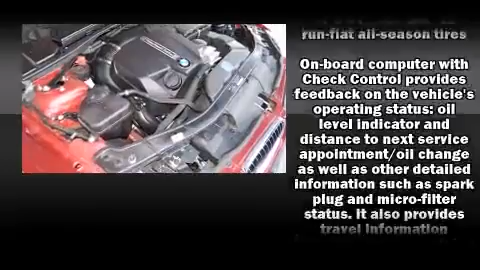 run-flat all-season tires
On-board computer with
Check Control provides
feedback on the vehicle's
operating status: oil
level indicator and
distance to next service
appointment/oil change
as well as other detailed
information such as spark
plug and micro-filter
status. It also provides
travel information